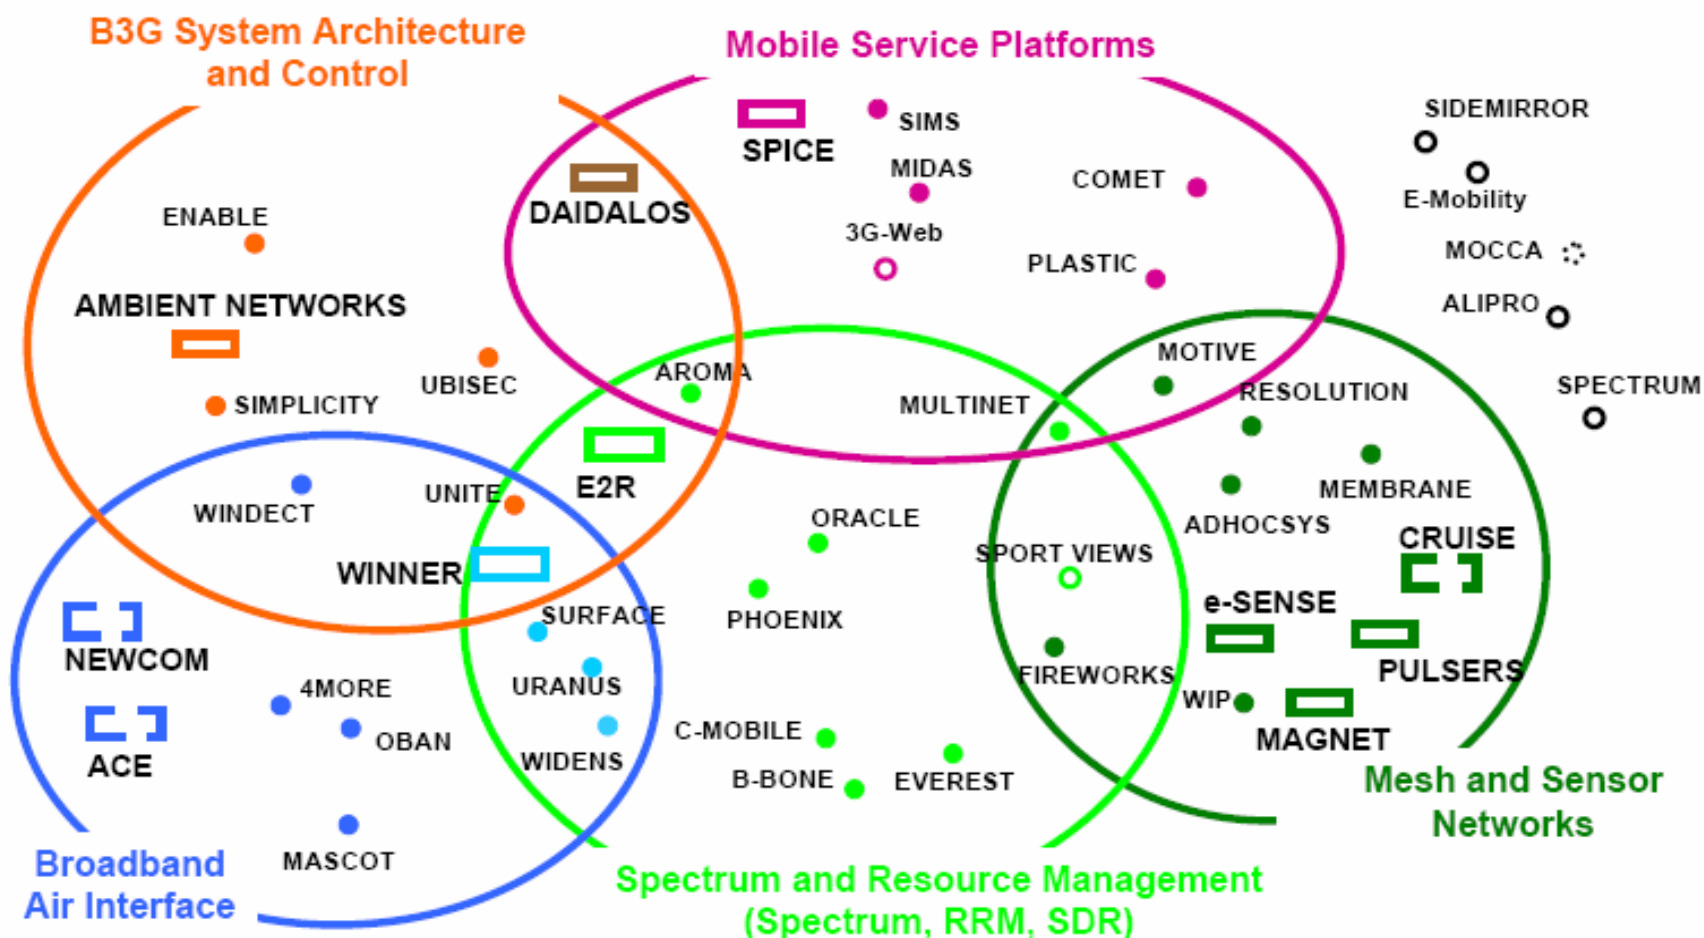 B3G System Architecture
and Control
Mobile Service Platforms
SIDEMIRROR
SIMS
SPICE
MIDAS
COMET
E-Mobility
DAIDALOS
ENABLE
3G-Web
MOCCA
PLASTIC
AMBIENT NETWORKS
ALIPRO
MOTIVE
AROMA
UBISEC
SPECTRUM
RESOLUTION
SIMPLICITY
MULTINET
E2R
UNITE
MEMBRANE
WINDECT
ORACLE
ADHOCSYS
CRUISE
SPORT VIEWS
WINNER
e-SENSE
SURFACE
PHOENIX
NEWCOM
PULSERS
FIREWORKS
4MORE
URANUS
WIP
C-MOBILE
OBAN
MAGNET
WIDENS
ACE
B-BONE
EVEREST
Mesh and Sensor
Networks
MASCOT
Broadband
Air Interface
Spectrum and Resource Management
(Spectrum, RRM, SDR)